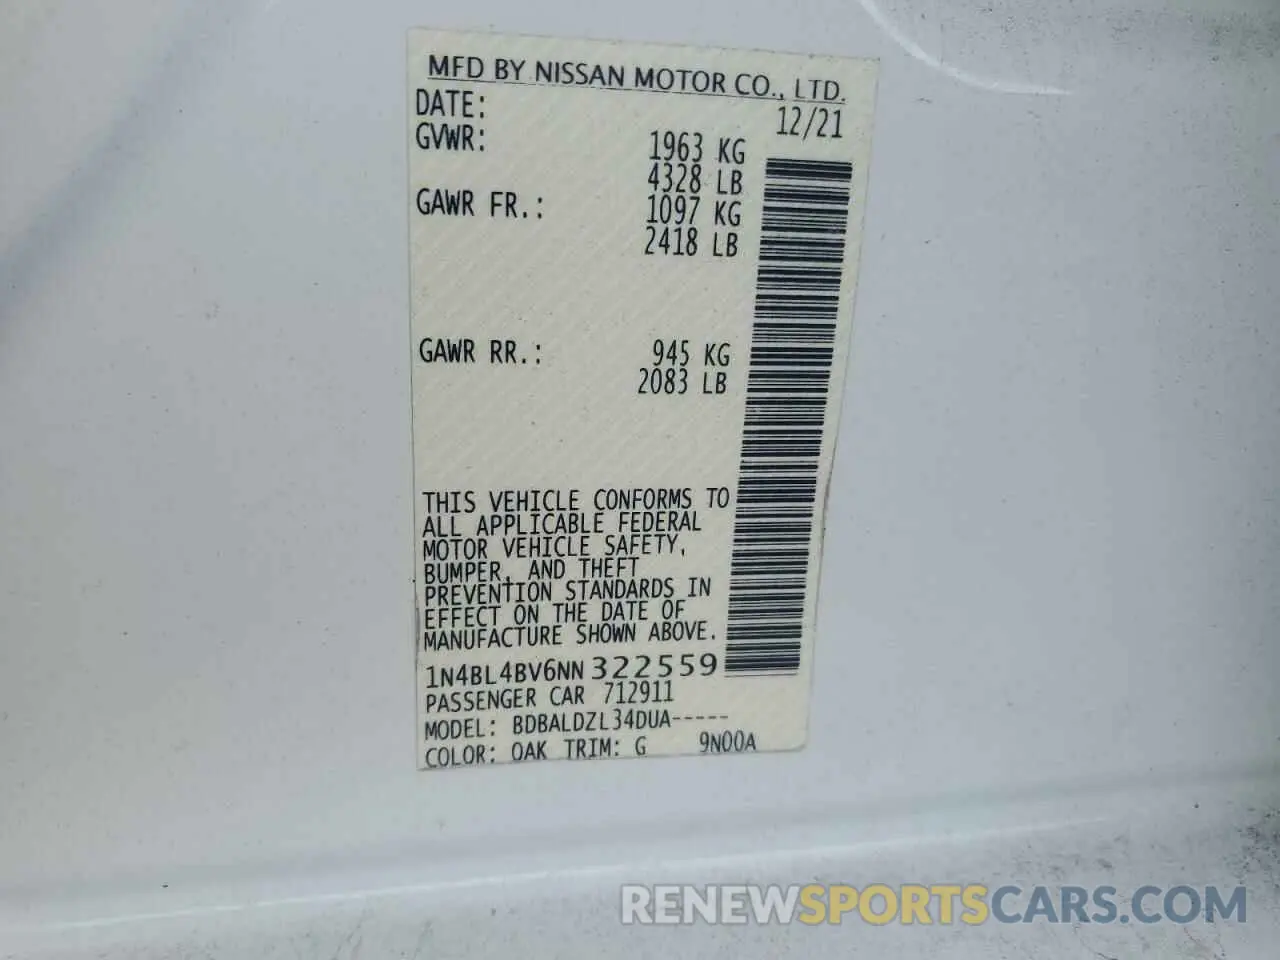 MFD BY NISSAN MOTOR CO., LTD.
DATE: 12/21
GVWR: 1963 KG
4328 LB
GAWR FR.: 1097 KG
2418 LB
GAWR RR.: 945 KG
2083 LB
THIS VEHICLE CONFORMS TO
ALL APPLICABLE FEDERAL
MOTOR VEHICLE SAFETY,
BUMPER, AND THEFT
PREVENTION STANDARDS IN
EFFECT ON THE DATE OF
MANUFACTURE SHOWN ABOVE.
1N4BL4BV6NN322559
PASSENGER CAR 712911
MODEL: BDBALDZL34DUA-----
COLOR: QAK TRIM: G 9N00A
RENEWSPORTSCARS.COM